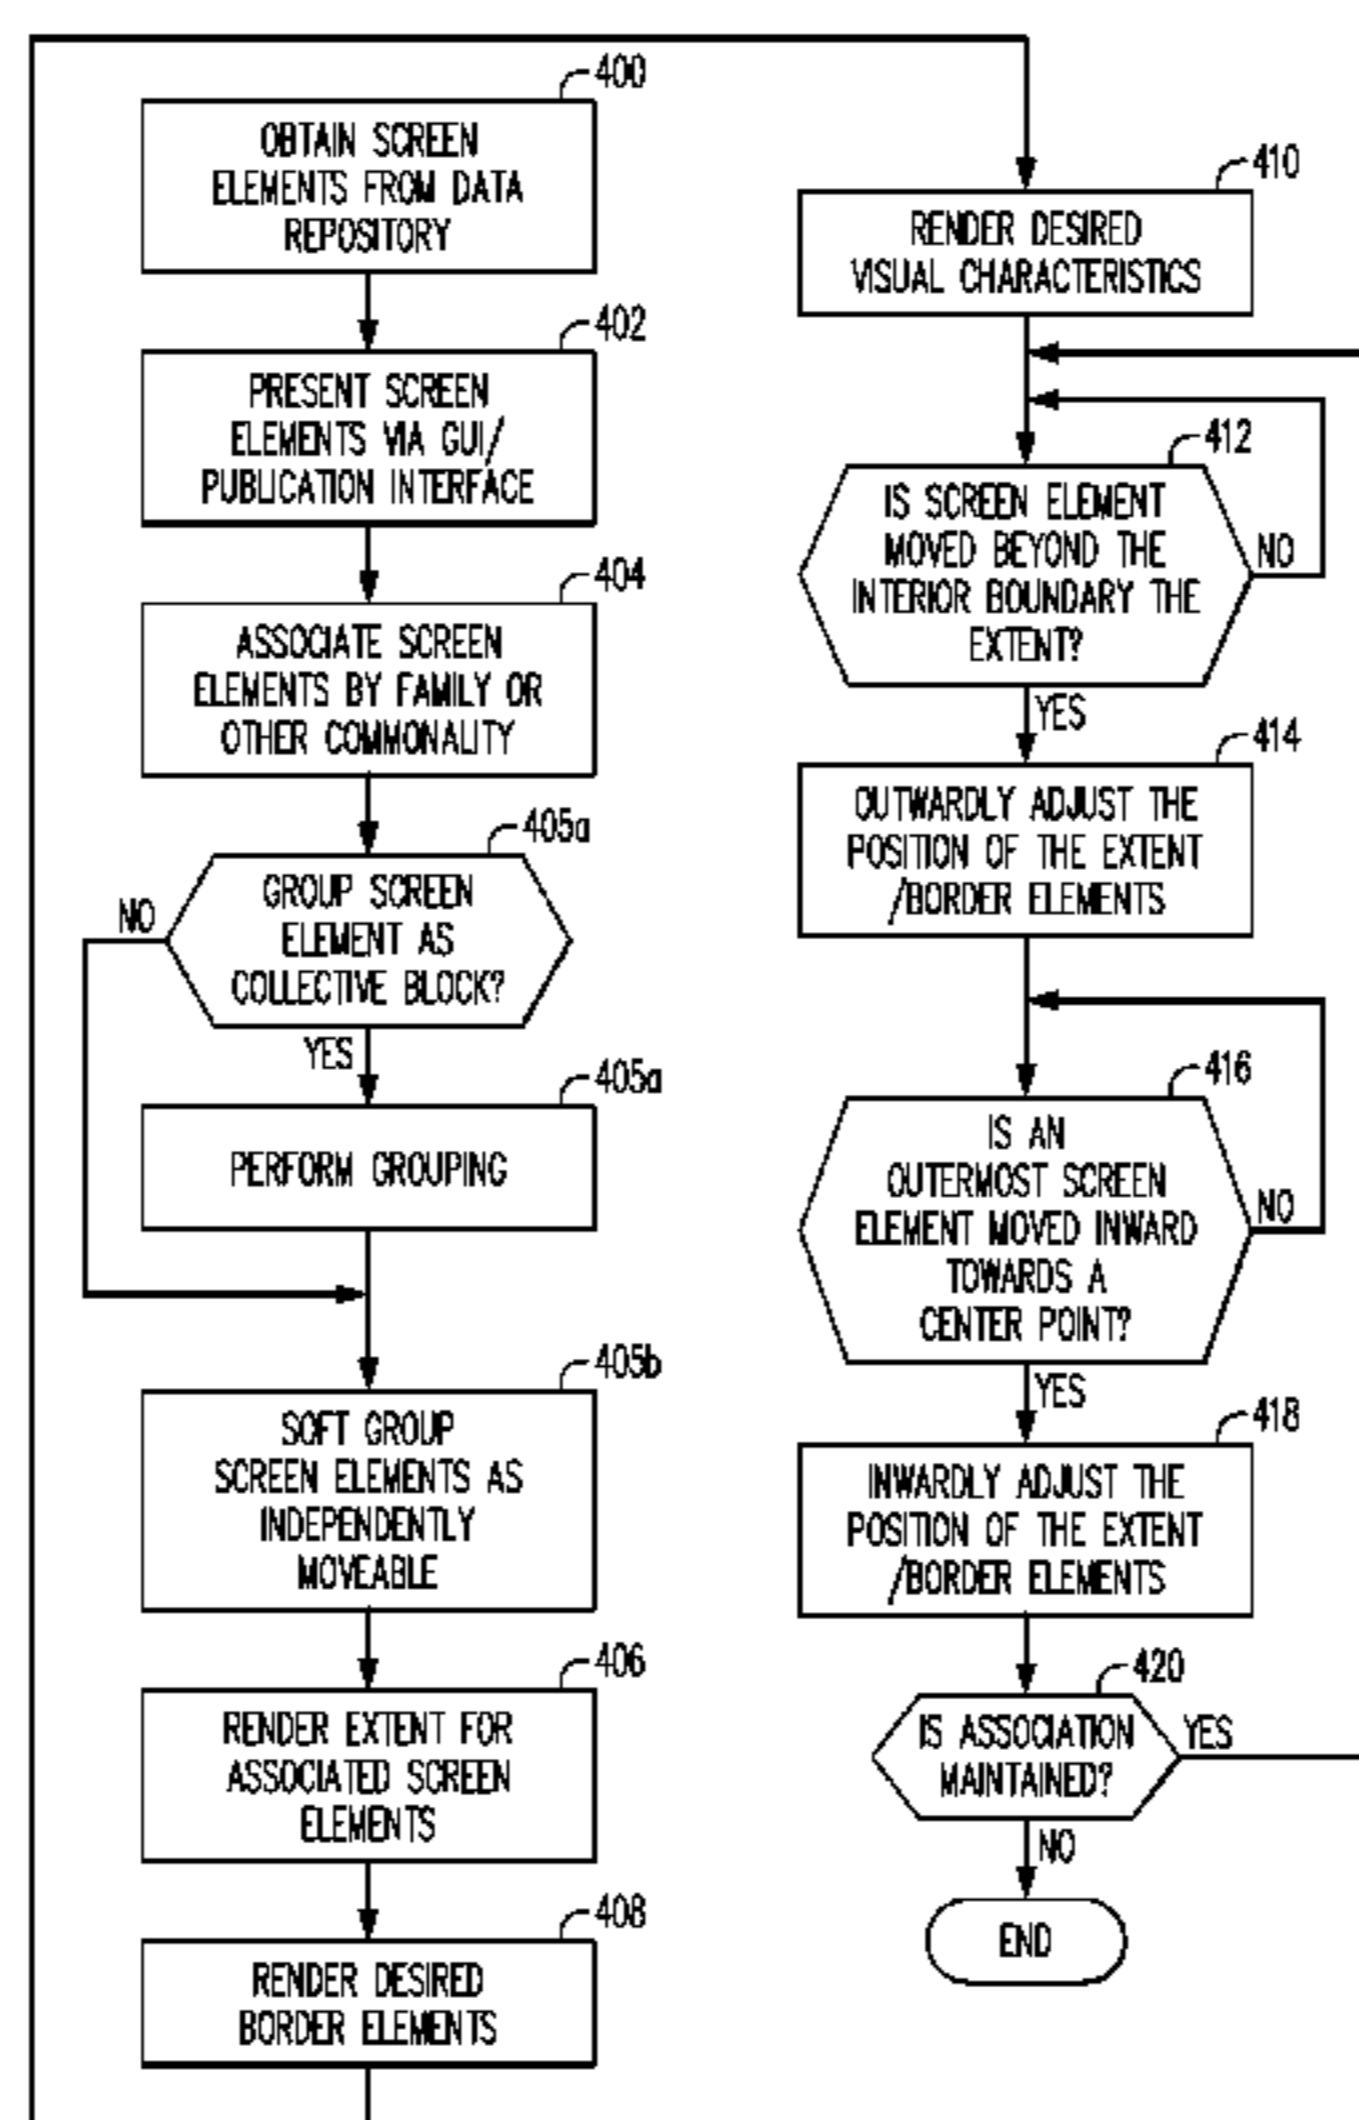 400
OBTAIN SCREEN
ELEMENTS FROM DATA
REPOSITORY
402
PRESENT SCREEN
ELEMENTS VIA GUI/
PUBLICATION INTERFACE
404
ASSOCIATE SCREEN
ELEMENTS BY FAMILY OR
OTHER COMMONALITY
405a
GROUP SCREEN
ELEMENT AS
COLLECTIVE BLOCK?
NO
YES
405a
PERFORM GROUPING
405b
SOFT GROUP
SCREEN ELEMENTS AS
INDEPENDENTLY
MOVEABLE
406
RENDER EXTENT FOR
ASSOCIATED SCREEN
ELEMENTS
408
RENDER DESIRED
BORDER ELEMENTS
410
RENDER DESIRED
VISUAL CHARACTERISTICS
412
IS SCREEN ELEMENT
MOVED BEYOND THE
INTERIOR BOUNDARY THE
EXTENT?
NO
YES
414
OUTWARDLY ADJUST THE
POSITION OF THE EXTENT
/BORDER ELEMENTS
416
IS AN
OUTERMOST SCREEN
ELEMENT MOVED INWARD
TOWARDS A
CENTER POINT?
NO
YES
418
INWARDLY ADJUST THE
POSITION OF THE EXTENT
/BORDER ELEMENTS
420
IS ASSOCIATION
MAINTAINED?
YES
NO
END